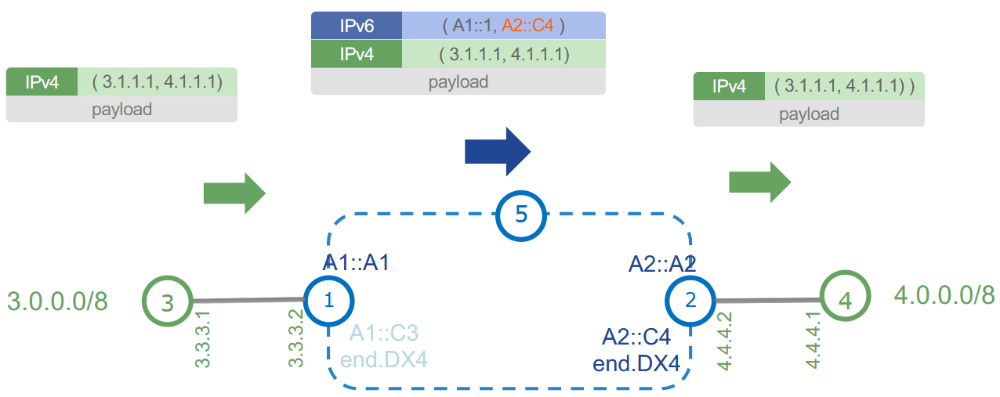 IPv6 ( A1::1, A2::C4 )
IPv4 ( 3.1.1.1, 4.1.1.1)
payload
IPv4 ( 3.1.1.1, 4.1.1.1)
payload
IPv4 ( 3.1.1.1, 4.1.1.1) )
payload
5
A1::A1
A2::A2
3.0.0.0/8
3
1
2
4
4.0.0.0/8
3.3.3.1
3.3.3.2
A1::C3
end.DX4
A2::C4
end.DX4
4.4.4.2
4.4.4.1